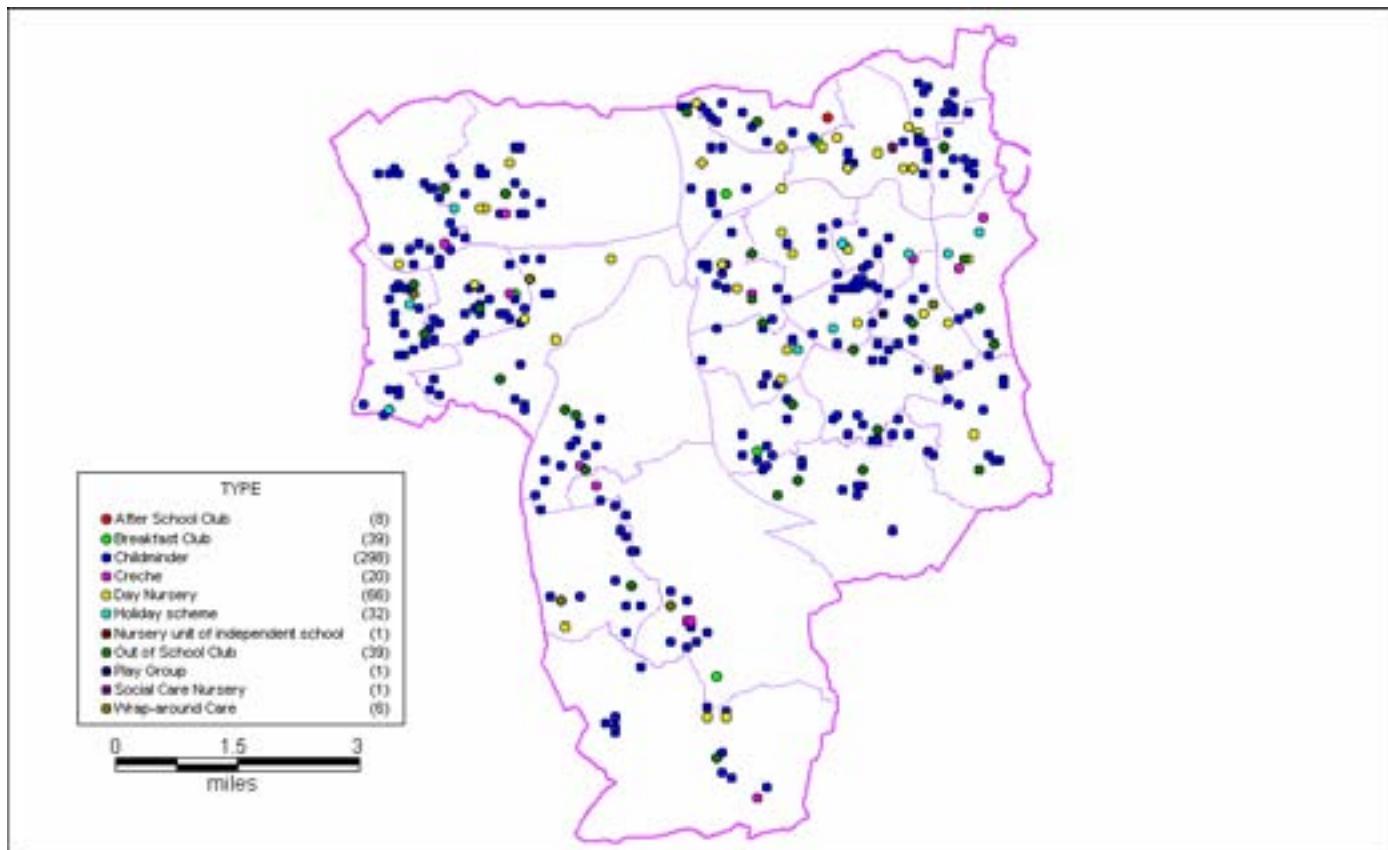 TYPE
After School Club (8)
Breakfast Club (39)
Childminder (298)
Creche (20)
Day Nursery (66)
Holiday scheme (32)
Nursery unit of independent school (1)
Out of School Club (39)
Play Group (1)
Social Care Nursery (1)
Wrap-around Care (6)
0 1.5 3
miles